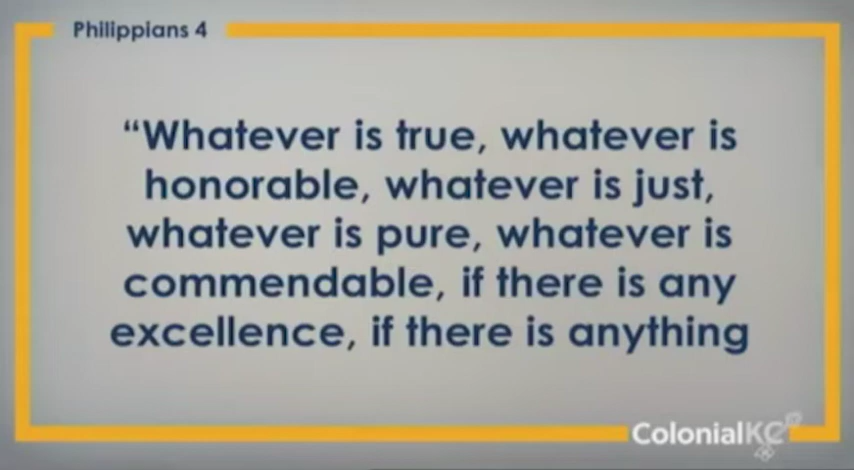 Philippians 4
“Whatever is true, whatever is
honorable, whatever is just,
whatever is pure, whatever is
commendable, if there is any
excellence, if there is anything
ColonialKC